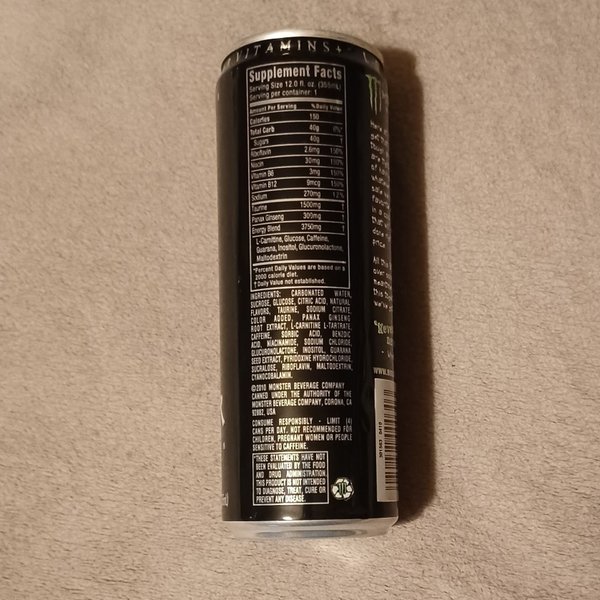 VITAMINS +
Supplement Facts
Serving Size 12.0 fl. oz. (355mL)
Serving per container 1
Amount Per Serving % Daily Value
Calories 150
Total Carb 40g
Sugars 40g †
Riboflavin 2.6mg 150%
Niacin 30mg 150%
Vitamin B6 3mg 150%
Vitamin B12 9mcg 150%
Sodium 270mg 12%
Taurine 1500mg
Panax Ginseng 300mg †
Energy Blend 3750mg †
L-Carnitine, Glucose, Caffeine,
Guarana, Inositol, Glucuronolactone,
Maltodextrin
*Percent Daily Values are based on a
2000 calorie diet.
† Daily Value not established.
INGREDIENTS: CARBONATED WATER,
SUCROSE, GLUCOSE, CITRIC ACID, NATURAL
FLAVORS, TAURINE, SODIUM CITRATE,
COLOR ADDED, PANAX GINSENG
ROOT EXTRACT, L-CARNITINE L-TARTRATE,
CAFFEINE, SORBIC ACID, BENZOIC
ACID, NIACINAMIDE, SODIUM CHLORIDE,
GLUCURONOLACTONE, INOSITOL, GUARANA
SEED EXTRACT, PYRIDOXINE HYDROCHLORIDE,
SUCRALOSE, RIBOFLAVIN, MALTODEXTRIN,
CYANOCOBALAMIN.
©2010 MONSTER BEVERAGE COMPANY
CANNED UNDER THE AUTHORITY OF THE
MONSTER BEVERAGE COMPANY, CORONA, CA
92882, USA
CONSUME RESPONSIBLY - LIMIT (4)
CANS PER DAY. NOT RECOMMENDED FOR
CHILDREN, PREGNANT WOMEN OR PEOPLE
SENSITIVE TO CAFFEINE.
*THESE STATEMENTS HAVE NOT
BEEN EVALUATED BY THE FOOD
AND DRUG ADMINISTRATION.
THIS PRODUCT IS NOT INTENDED
TO DIAGNOSE, TREAT, CURE OR
PREVENT ANY DISEASE.